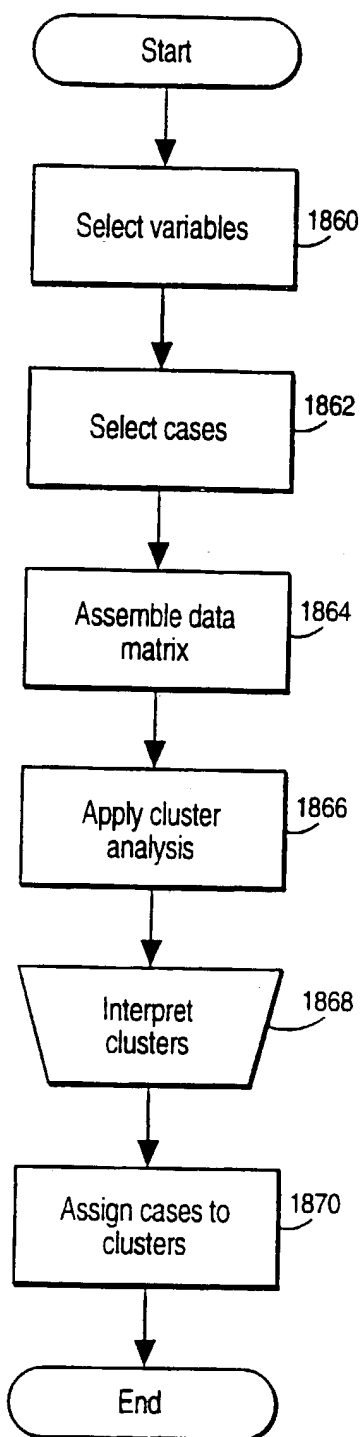 Start
Select variables
1860
Select cases
1862
Assemble data
matrix
1864
Apply cluster
analysis
1866
Interpret
clusters
1868
Assign cases to
clusters
1870
End